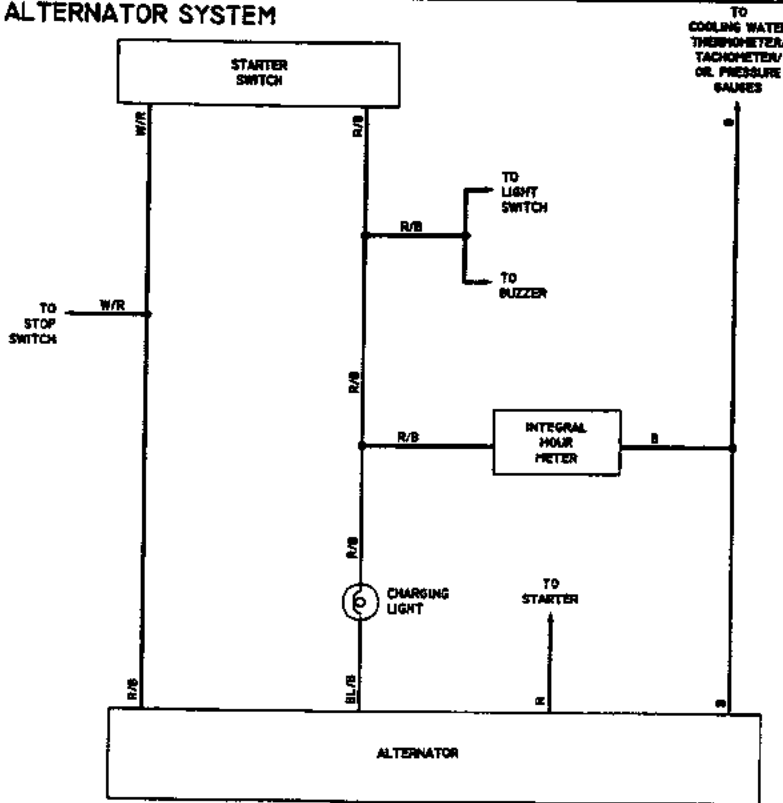 ALTERNATOR SYSTEM
TO
COOLING WATER
THERMOMETER/
TACHOMETER/
OIL PRESSURE
GAUGES
STARTER
SWITCH
W/R
R/B
B
TO
LIGHT
SWITCH
R/B
TO
BUZZER
W/R
TO
STOP
SWITCH
R/B
R/B
INTEGRAL
HOUR
METER
B
R/B
CHARGING
LIGHT
TO
STARTER
R/B
BL/B
R
B
ALTERNATOR